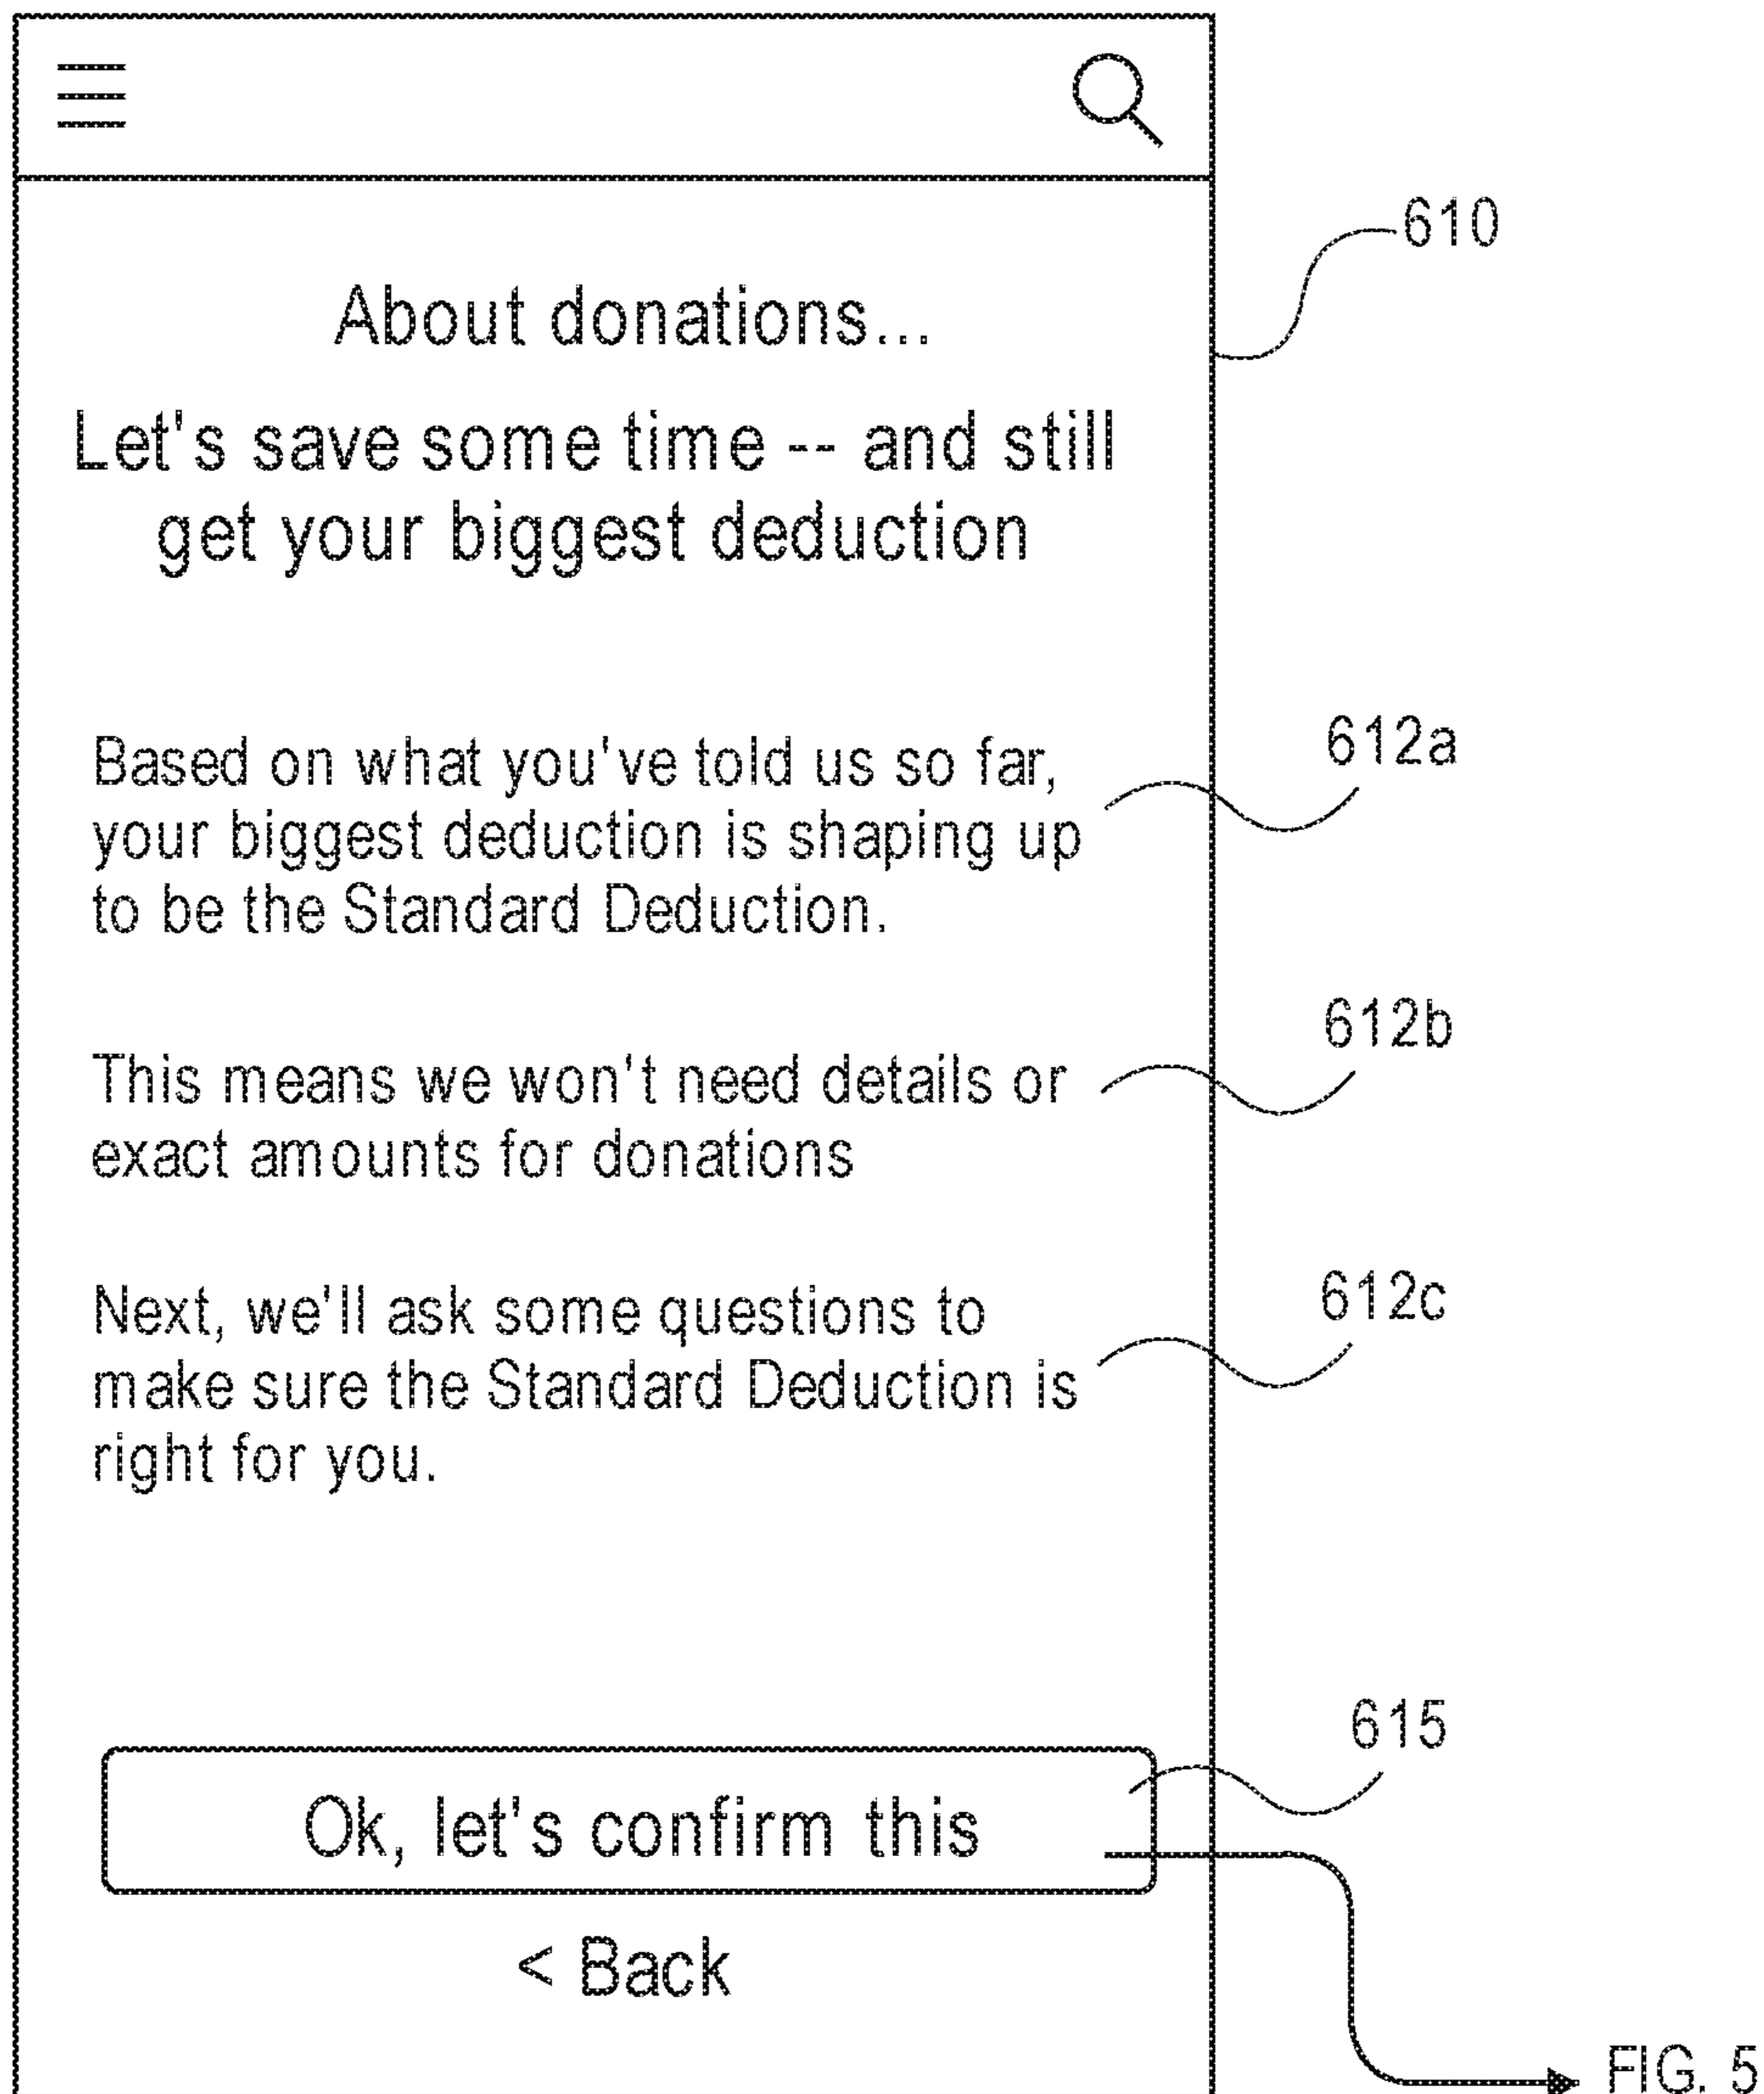 610
About donations...
Let's save some time -- and still
get your biggest deduction
Based on what you've told us so far,
your biggest deduction is shaping up
to be the Standard Deduction.
612a
This means we won't need details or
exact amounts for donations
612b
Next, we'll ask some questions to
make sure the Standard Deduction is
right for you.
612c
615
Ok, let's confirm this
< Back
FIG. 5